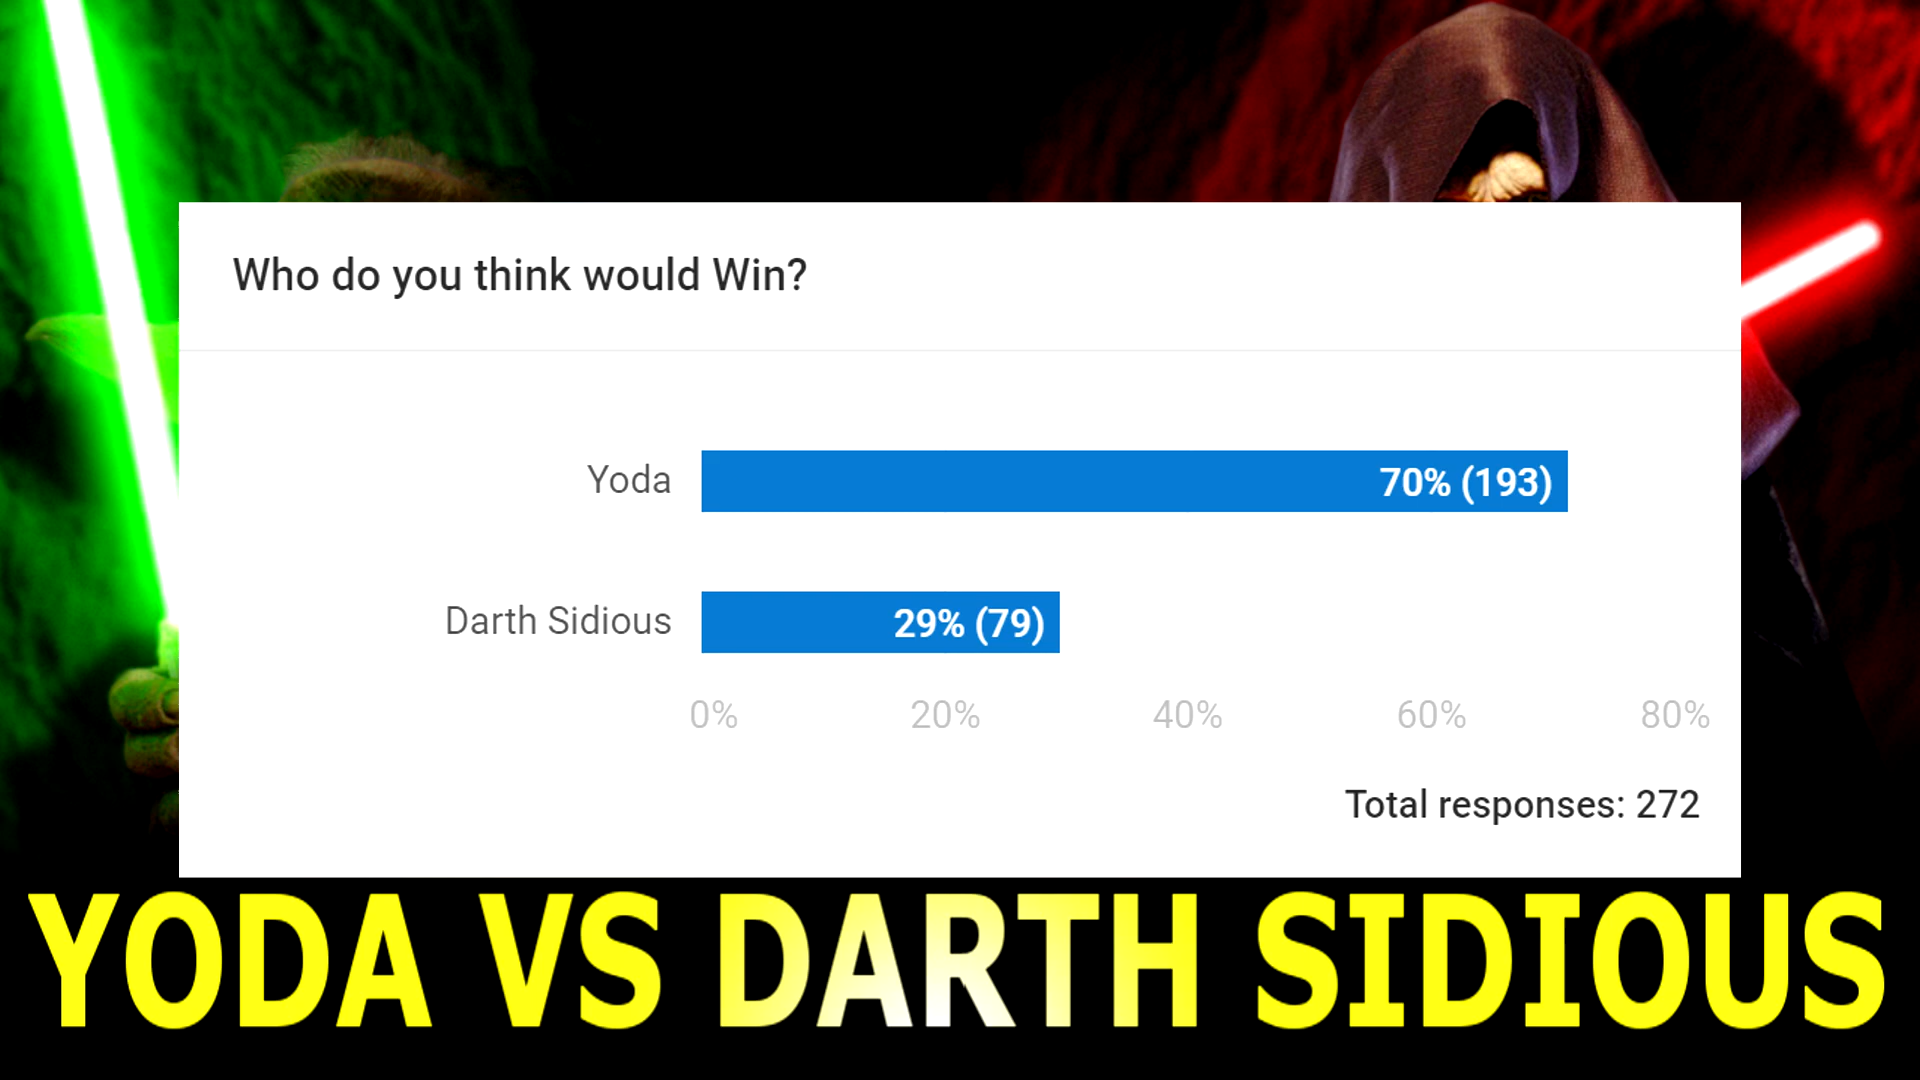 Who do you think would Win?
Yoda 70% (193)
Darth Sidious 29% (79)
0% 20% 40% 60% 80%
Total responses: 272
YODA VS DARTH SIDIOUS